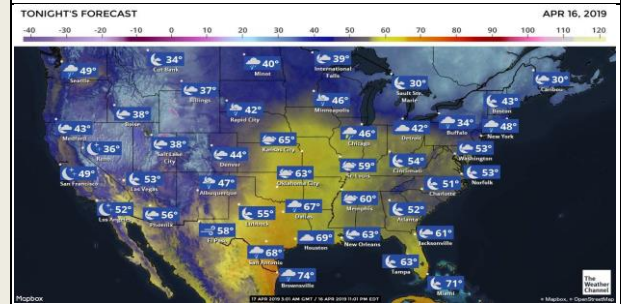 TONIGHT'S FORECAST
APR 16, 2019
-40 -30 -20 -10 0 10 20 30 40 50 60 70 80 90 100 110 120
34°
Cut Bank
40°
Minot
39°
International Falls
49°
Seattle
37°
Billings
30°
Sault Ste. Marie
30°
Caribou
38°
Boise
42°
Rapid City
46°
Minneapolis
43°
Boston
43°
Medford
36°
Reno
38°
Salt Lake City
44°
Denver
65°
Kansas City
46°
Chicago
42°
Detroit
34°
Buffalo
48°
New York
53°
Washington
49°
San Francisco
53°
Las Vegas
47°
Albuquerque
63°
Oklahoma City
59°
St. Louis
54°
Cincinnati
53°
Norfolk
51°
Charlotte
52°
Los Angeles
56°
Phoenix
58°
El Paso
55°
Lubbock
67°
Dallas
60°
Memphis
52°
Atlanta
68°
San Antonio
69°
Houston
63°
New Orleans
61°
Jacksonville
74°
Brownsville
63°
Tampa
71°
Miami
The Weather Channel
Mapbox
17 APR 2019 3:01 AM GMT / 16 APR 2019 11:01 PM EDT
© Mapbox, © OpenStreetMap